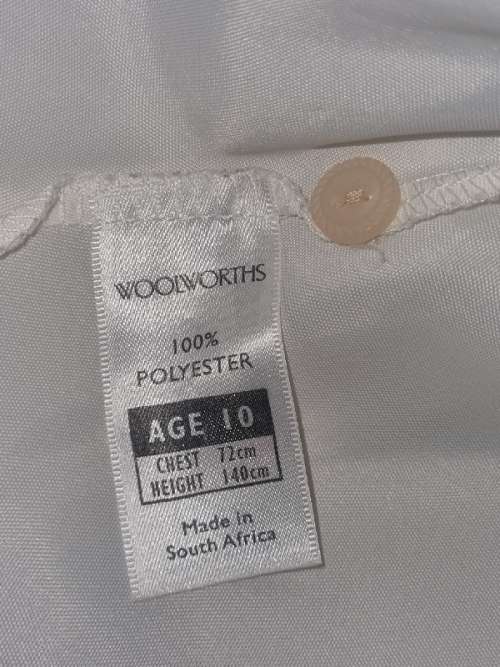 WOOLWORTHS
100%
POLYESTER
AGE 10
CHEST 72cm
HEIGHT 140cm
Made in
South Africa